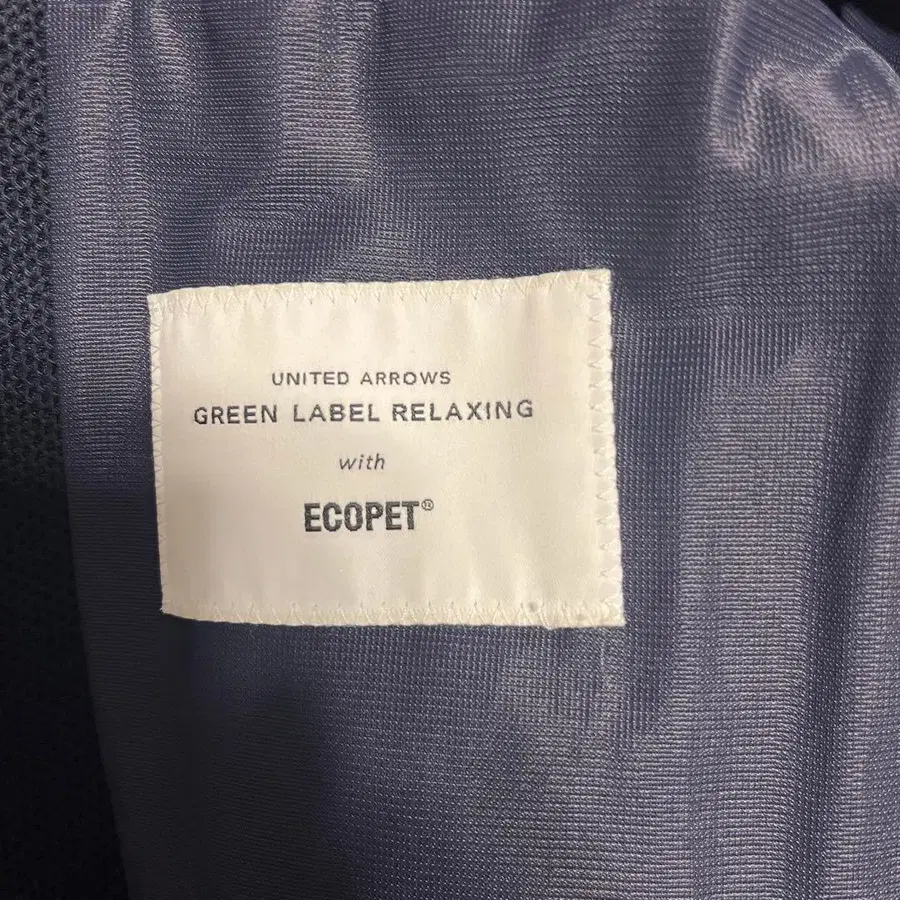 UNITED ARROWS
GREEN LABEL RELAXING
with
ECOPET®